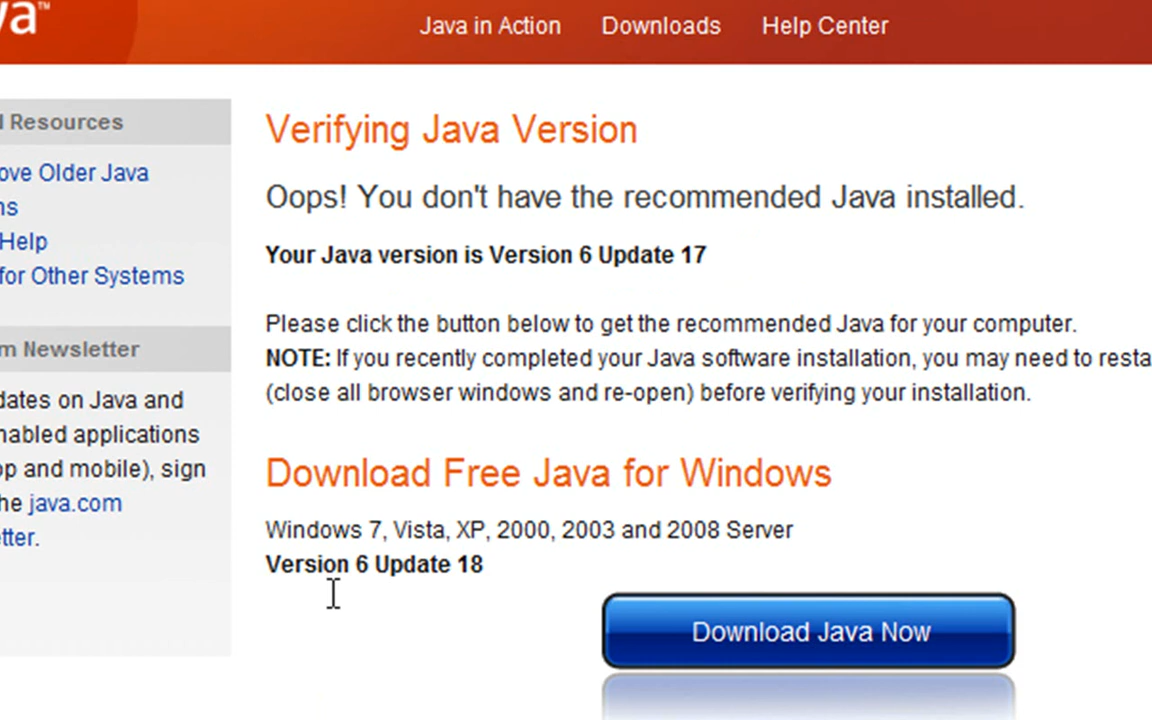 va™
Java in Action Downloads Help Center
Resources
ove Older Java
ns
Help
for Other Systems
m Newsletter
dates on Java and
nabled applications
op and mobile), sign
he java.com
etter.
Verifying Java Version
Oops! You don't have the recommended Java installed.
Your Java version is Version 6 Update 17
Please click the button below to get the recommended Java for your computer.
NOTE: If you recently completed your Java software installation, you may need to resta
(close all browser windows and re-open) before verifying your installation.
Download Free Java for Windows
Windows 7, Vista, XP, 2000, 2003 and 2008 Server
Version 6 Update 18
Download Java Now